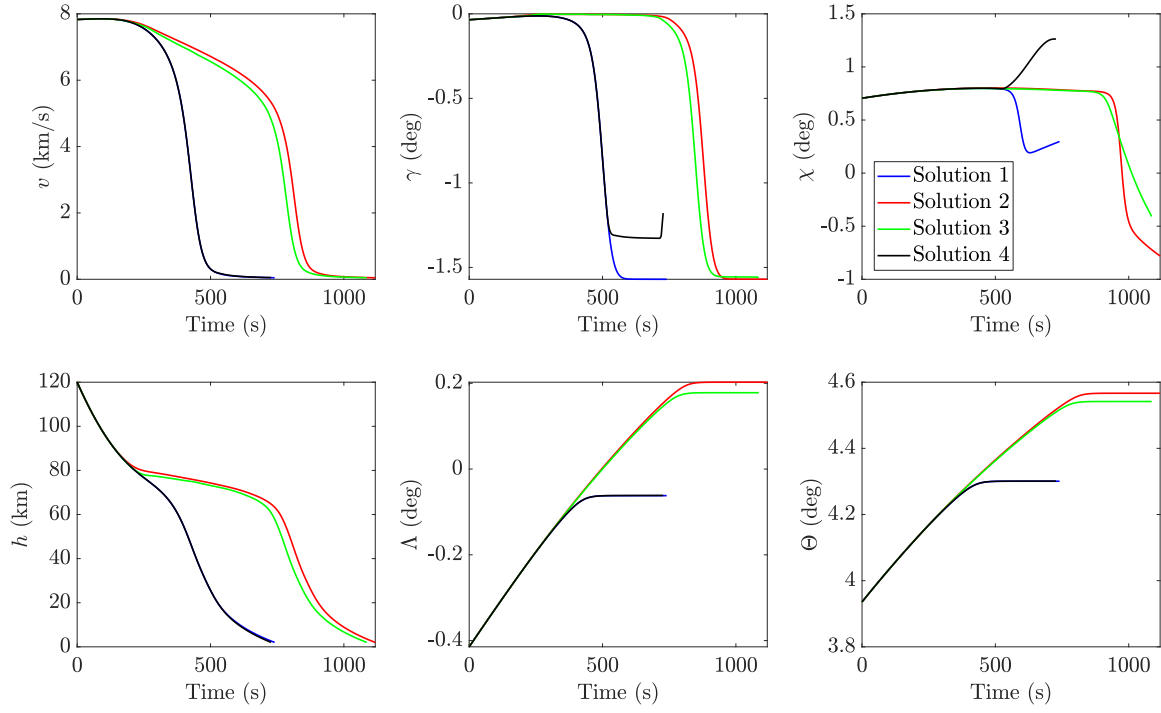 8
6
4
2
0
v (km/s)
0 500 1000
Time (s)
0
-0.5
-1
-1.5
γ (deg)
0 500 1000
Time (s)
1.5
1
0.5
0
-0.5
-1
χ (deg)
Solution 1
Solution 2
Solution 3
Solution 4
0 500 1000
Time (s)
120
100
80
60
40
20
0
h (km)
0 500 1000
Time (s)
0.2
0
-0.2
-0.4
Λ (deg)
0 500 1000
Time (s)
4.6
4.4
4.2
4
3.8
Θ (deg)
0 500 1000
Time (s)